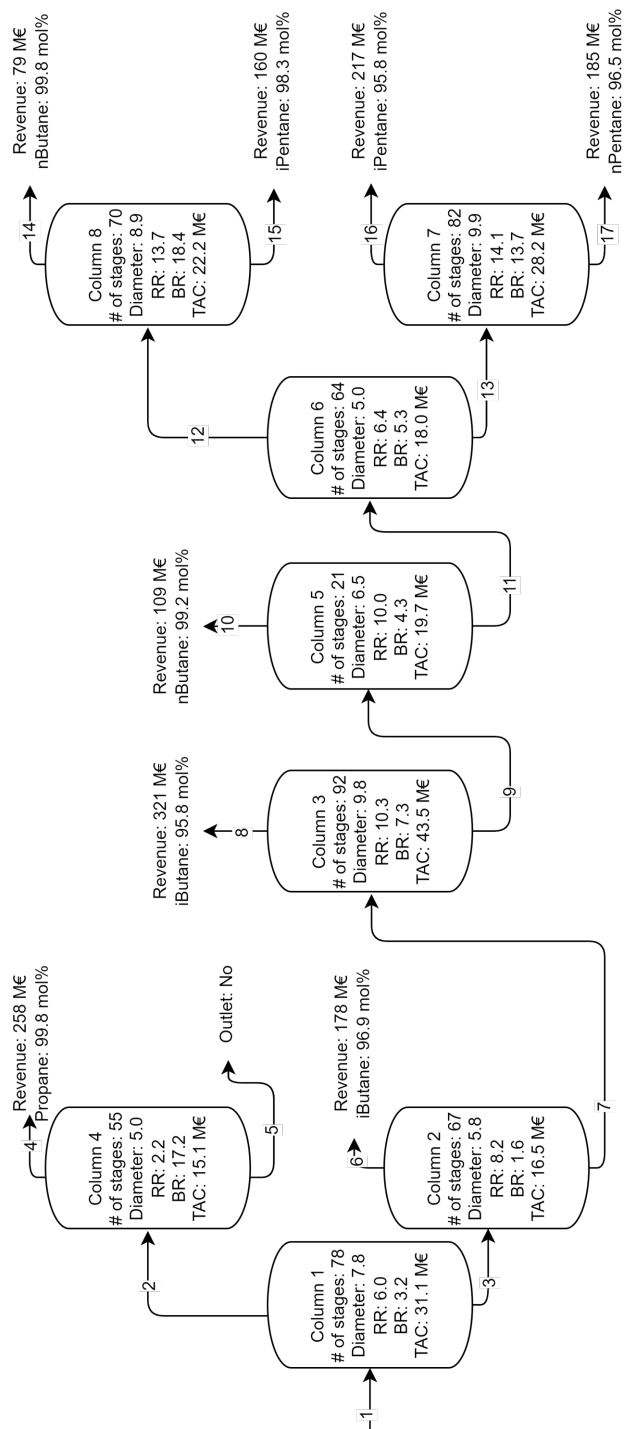 1
Column 1
# of stages: 78
Diameter: 7.8
RR: 6.0
BR: 3.2
TAC: 31.1 M€
2
3
Column 4
# of stages: 55
Diameter: 5.0
RR: 2.2
BR: 17.2
TAC: 15.1 M€
4
Revenue: 258 M€
Propane: 99.8 mol%
5
Outlet: No
Column 2
# of stages: 67
Diameter: 5.8
RR: 8.2
BR: 1.6
TAC: 16.5 M€
6
Revenue: 178 M€
iButane: 96.9 mol%
7
Column 3
# of stages: 92
Diameter: 9.8
RR: 10.3
BR: 7.3
TAC: 43.5 M€
8
Revenue: 321 M€
iButane: 95.8 mol%
9
Column 5
# of stages: 21
Diameter: 6.5
RR: 10.0
BR: 4.3
TAC: 19.7 M€
10
Revenue: 109 M€
nButane: 99.2 mol%
11
Column 6
# of stages: 64
Diameter: 5.0
RR: 6.4
BR: 5.3
TAC: 18.0 M€
12
13
Column 8
# of stages: 70
Diameter: 8.9
RR: 13.7
BR: 18.4
TAC: 22.2 M€
14
Revenue: 79 M€
nButane: 99.8 mol%
15
Revenue: 160 M€
iPentane: 98.3 mol%
Column 7
# of stages: 82
Diameter: 9.9
RR: 14.1
BR: 13.7
TAC: 28.2 M€
16
Revenue: 217 M€
iPentane: 95.8 mol%
17
Revenue: 185 M€
nPentane: 96.5 mol%